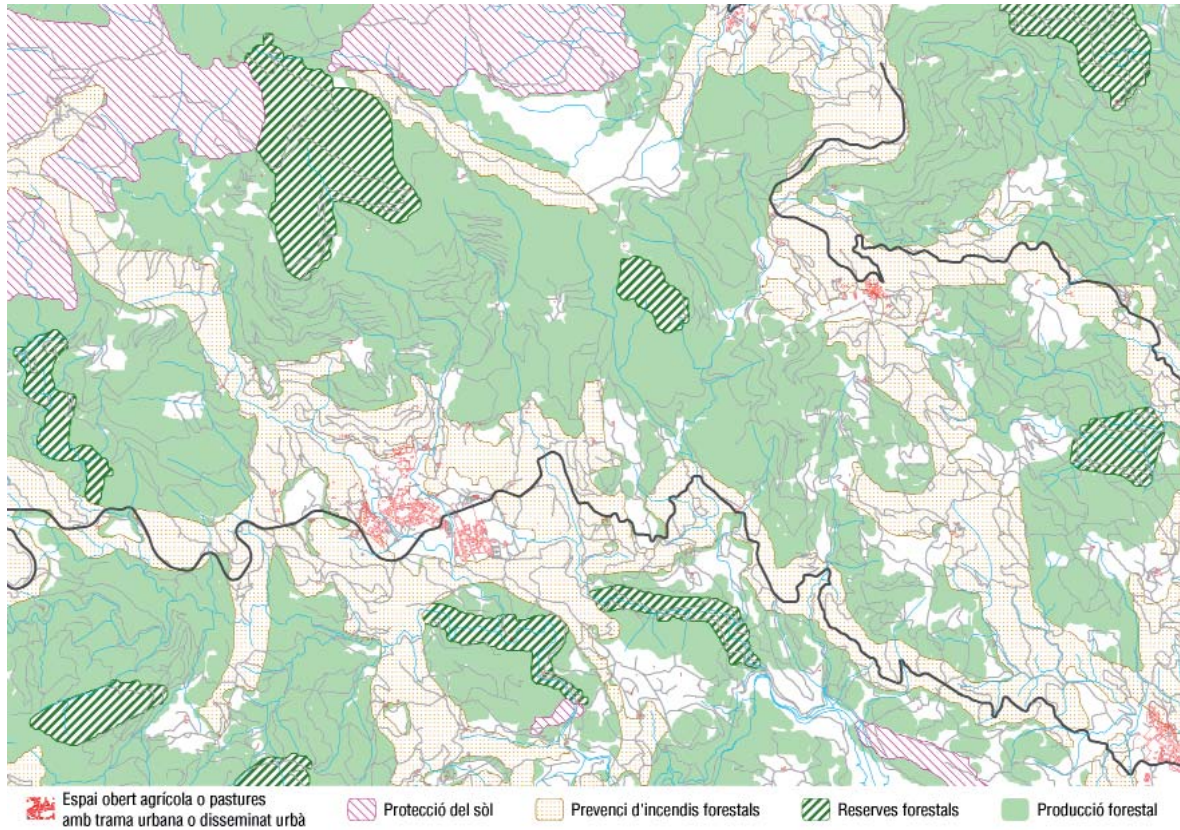 Espai obert agrícola o pastures
amb trama urbana o disseminat urbà
Protecció del sòl
Prevenci d'incendis forestals
Reserves forestals
Producció forestal